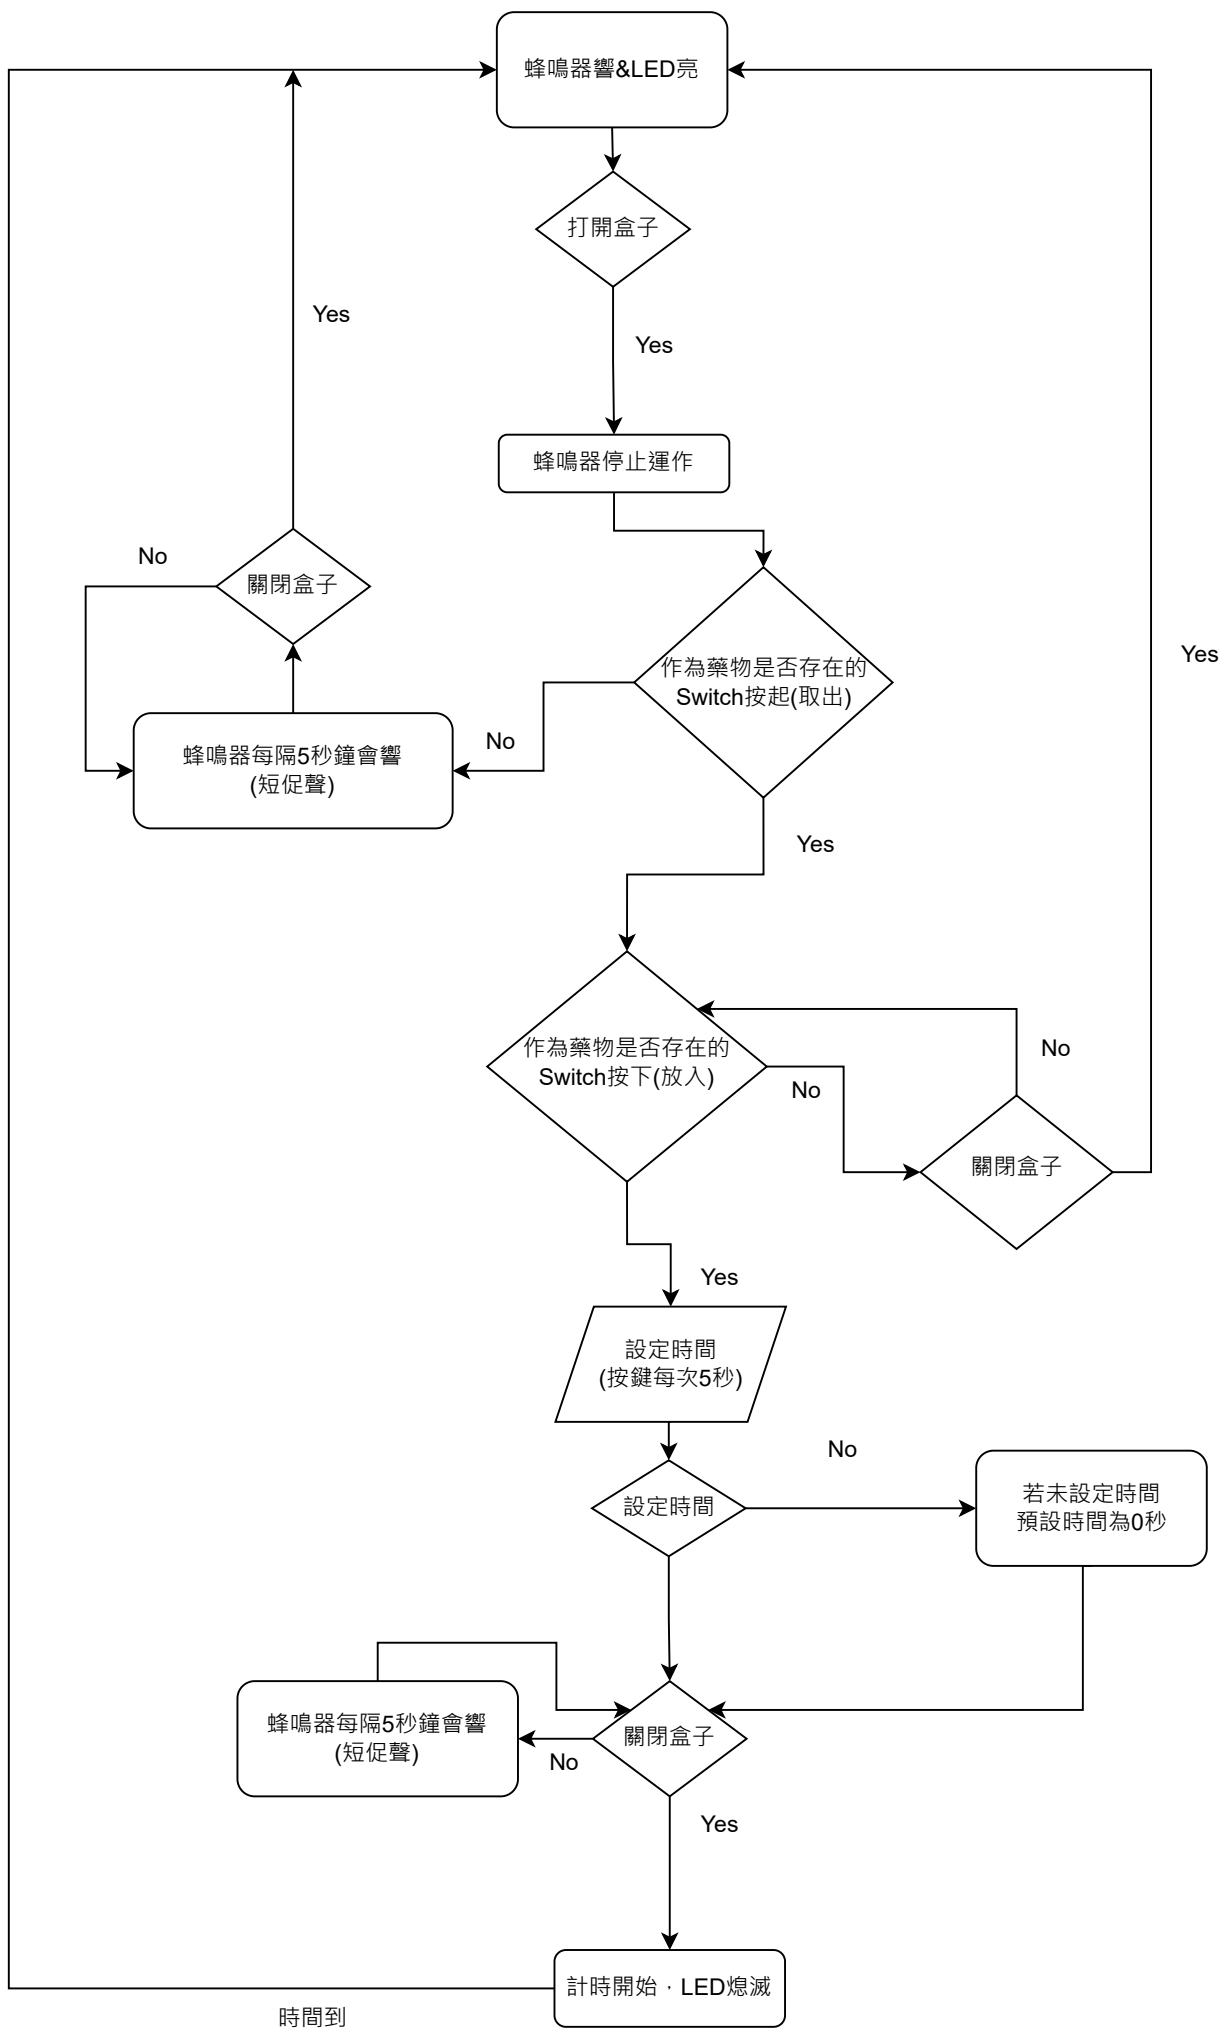 蜂鳴器響&LED亮
打開盒子
Yes
Yes
蜂鳴器停止運作
No
關閉盒子
作為藥物是否存在的
Switch按起(取出)
Yes
No
蜂鳴器每隔5秒鐘會響
(短促聲)
Yes
作為藥物是否存在的
Switch按下(放入)
No
No
關閉盒子
Yes
設定時間
(按鍵每次5秒)
設定時間
No
若未設定時間
預設時間為0秒
蜂鳴器每隔5秒鐘會響
(短促聲)
No
關閉盒子
Yes
計時開始，LED熄滅
時間到